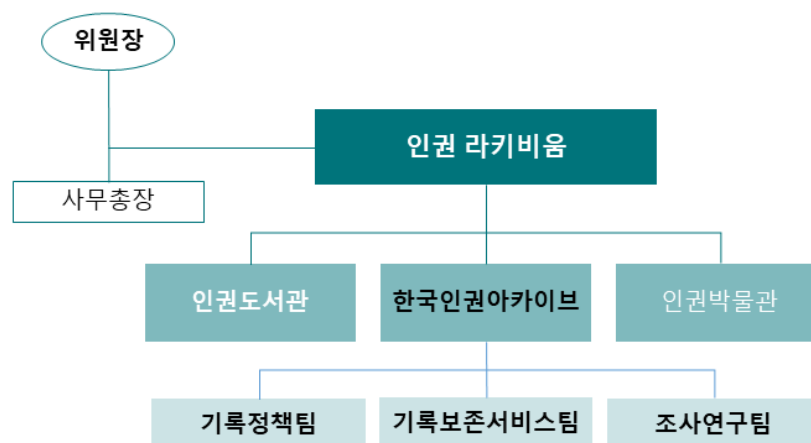 위원장
인권 라키비움
사무총장
인권도서관
한국인권아카이브
인권박물관
기록정책팀
기록보존서비스팀
조사연구팀